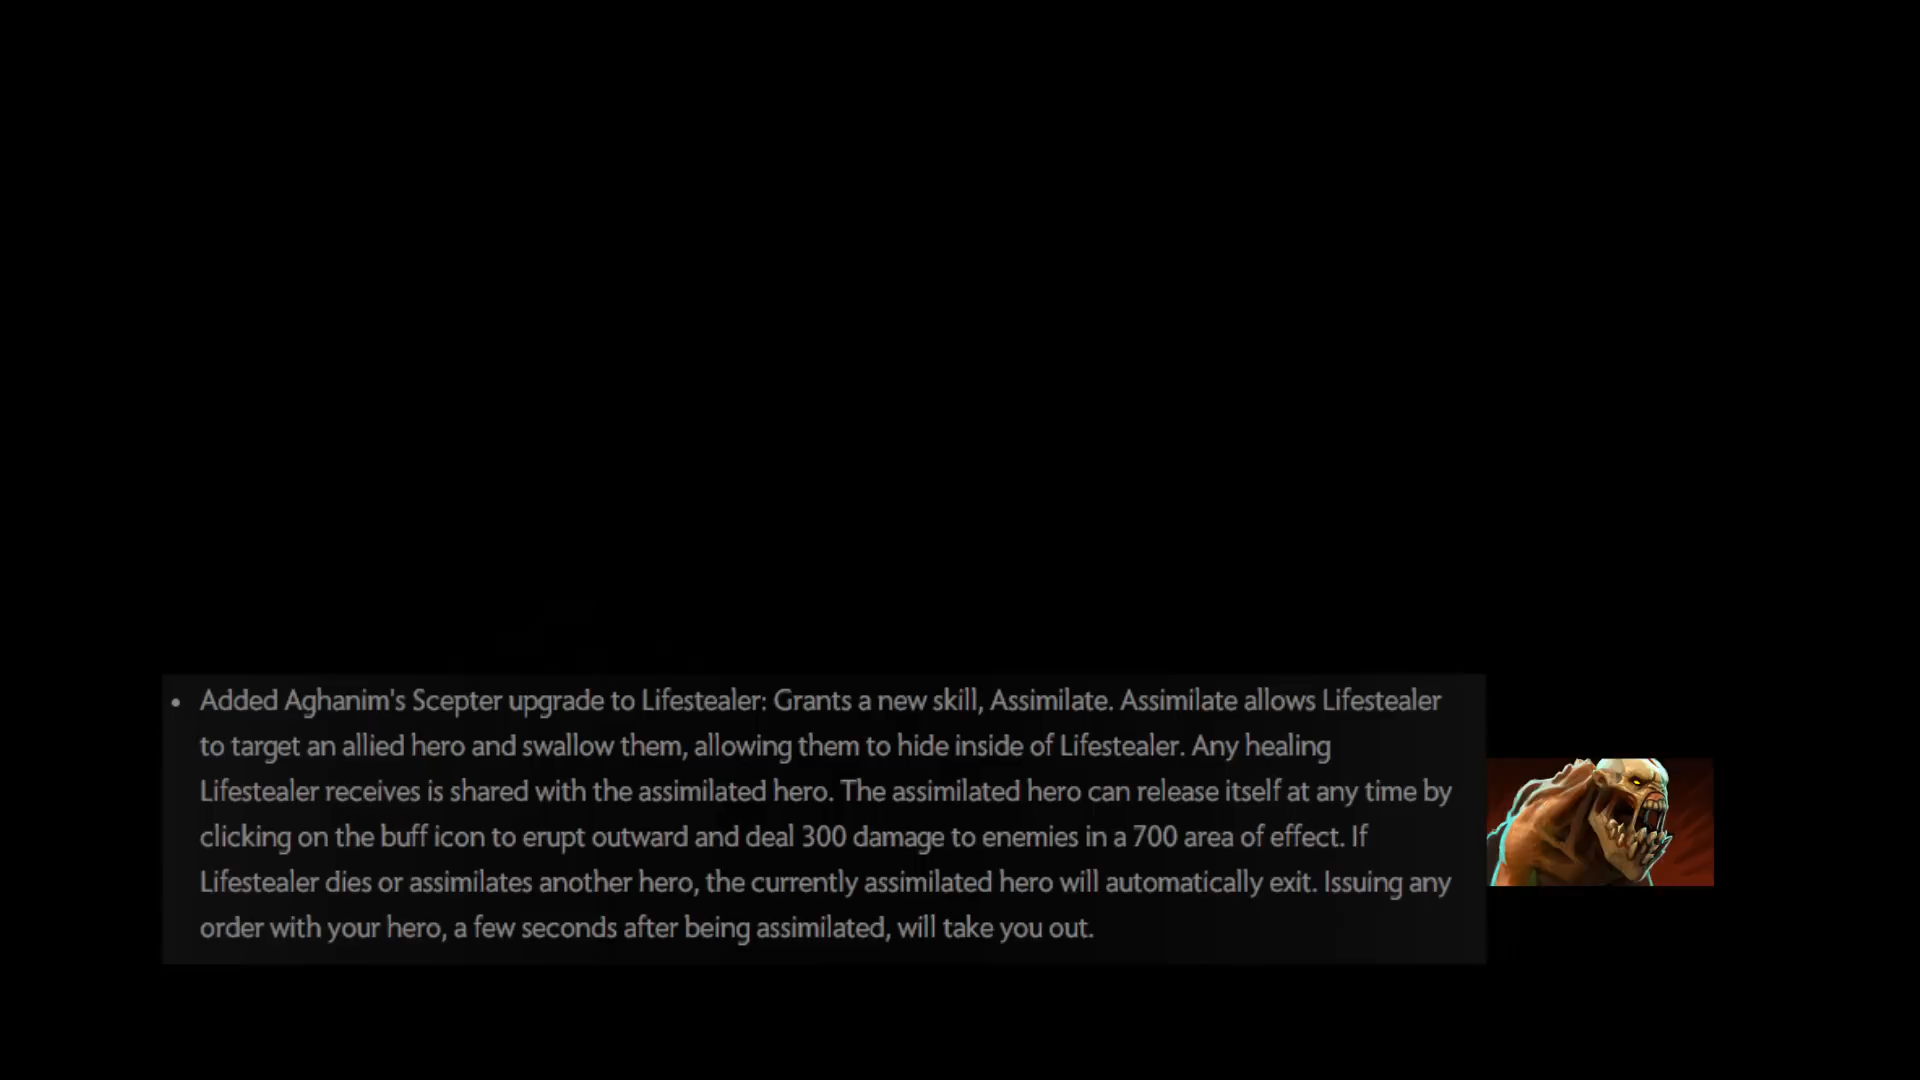 • Added Aghanim's Scepter upgrade to Lifestealer: Grants a new skill, Assimilate. Assimilate allows Lifestealer
to target an allied hero and swallow them, allowing them to hide inside of Lifestealer. Any healing
Lifestealer receives is shared with the assimilated hero. The assimilated hero can release itself at any time by
clicking on the buff icon to erupt outward and deal 300 damage to enemies in a 700 area of effect. If
Lifestealer dies or assimilates another hero, the currently assimilated hero will automatically exit. Issuing any
order with your hero, a few seconds after being assimilated, will take you out.